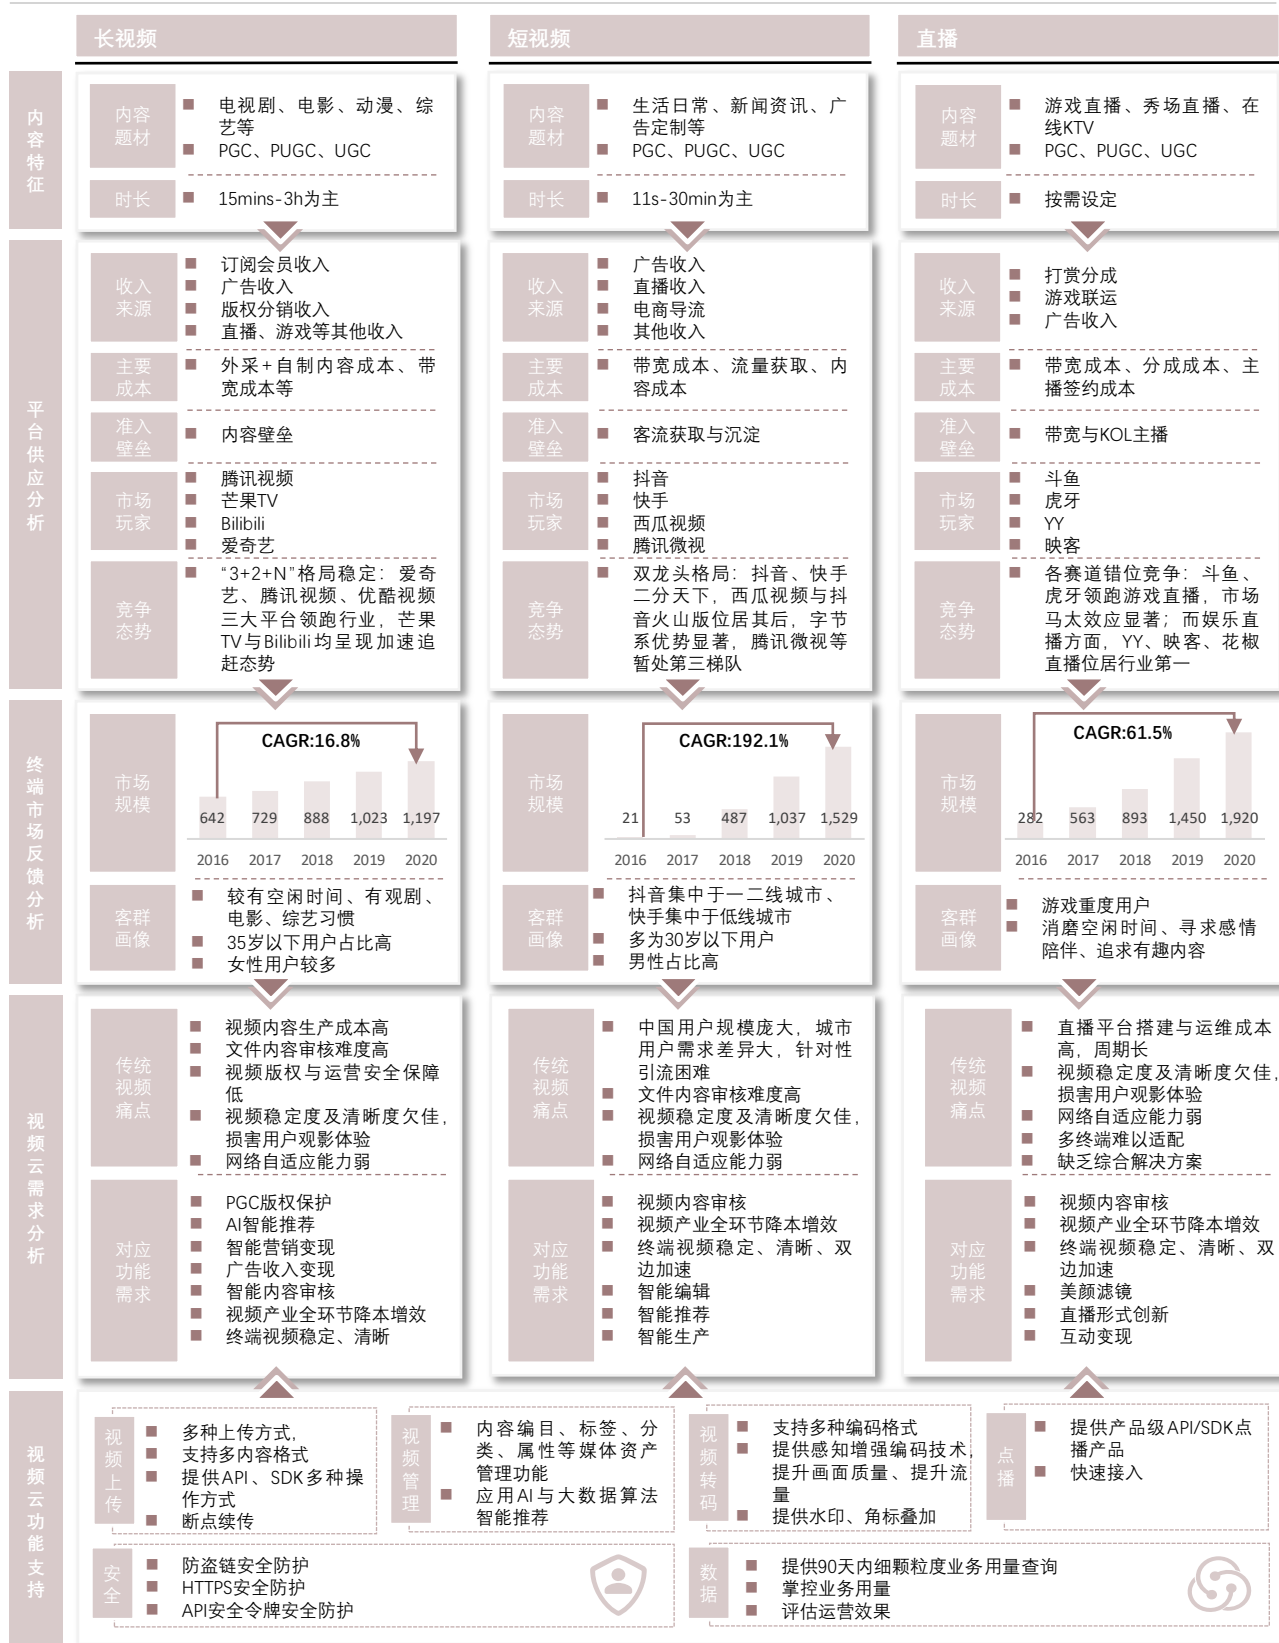 长视频
短视频
直播
内容特征
内容
题材
电视剧、电影、动漫、综
艺等
PGC、PUGC、UGC
时长
15mins-3h为主
内容
题材
生活日常、新闻资讯、广
告定制等
PGC、PUGC、UGC
时长
11s-30min为主
内容
题材
游戏直播、秀场直播、在
线KTV
PGC、PUGC、UGC
时长
按需设定
平台供应分析
收入
来源
订阅会员收入
广告收入
版权分销收入
直播、游戏等其他收入
主要
成本
外采+自制内容成本、带
宽成本等
准入
壁垒
内容壁垒
市场
玩家
腾讯视频
芒果TV
Bilibili
爱奇艺
竞争
态势
“3+2+N”格局稳定：爱奇
艺、腾讯视频、优酷视频
三大平台领跑行业，芒果
TV与Bilibili均呈现加速追
赶态势
收入
来源
广告收入
直播收入
电商导流
其他收入
主要
成本
带宽成本、流量获取、内
容成本
准入
壁垒
客流获取与沉淀
市场
玩家
抖音
快手
西瓜视频
腾讯微视
竞争
态势
双龙头格局：抖音、快手
二分天下，西瓜视频与抖
音火山版位居其后，字节
系优势显著，腾讯微视等
暂处第三梯队
收入
来源
打赏分成
游戏联运
广告收入
主要
成本
带宽成本、分成成本、主
播签约成本
准入
壁垒
带宽与KOL主播
市场
玩家
斗鱼
虎牙
YY
映客
竞争
态势
各赛道错位竞争：斗鱼、
虎牙领跑游戏直播，市场
马太效应显著；而娱乐直
播方面，YY、映客、花椒
直播位居行业第一
终端市场反馈分析
市场
规模
CAGR:16.8%
642 729 888 1,023 1,197
2016 2017 2018 2019 2020
客群
画像
较有空闲时间、有观剧、
电影、综艺习惯
35岁以下用户占比高
女性用户较多
市场
规模
CAGR:192.1%
21 53 487 1,037 1,529
2016 2017 2018 2019 2020
客群
画像
抖音集中于一二线城市、
快手集中于低线城市
多为30岁以下用户
男性占比高
市场
规模
CAGR:61.5%
282 563 893 1,450 1,920
2016 2017 2018 2019 2020
客群
画像
游戏重度用户
消磨空闲时间、寻求感情
陪伴、追求有趣内容
视频云需求分析
传统
视频
痛点
视频内容生产成本高
文件内容审核难度高
视频版权与运营安全保障
低
视频稳定度及清晰度欠佳，
损害用户观影体验
网络自适应能力弱
对应
功能
需求
PGC版权保护
AI智能推荐
智能营销变现
广告收入变现
智能内容审核
视频产业全环节降本增效
终端视频稳定、清晰
传统
视频
痛点
中国用户规模庞大，城市
用户需求差异大，针对性
引流困难
文件内容审核难度高
视频稳定度及清晰度欠佳，
损害用户观影体验
网络自适应能力弱
对应
功能
需求
视频内容审核
视频产业全环节降本增效
终端视频稳定、清晰、双
边加速
智能编辑
智能推荐
智能生产
传统
视频
痛点
直播平台搭建与运维成本
高，周期长
视频稳定度及清晰度欠佳，
损害用户观影体验
网络自适应能力弱
多终端难以适配
缺乏综合解决方案
对应
功能
需求
视频内容审核
视频产业全环节降本增效
终端视频稳定、清晰、双
边加速
美颜滤镜
直播形式创新
互动变现
视频云功能支持
视频上传
多种上传方式，
支持多内容格式
提供API、SDK多种操
作方式
断点续传
视频管理
内容编目、标签、分
类、属性等媒体资产
管理功能
应用AI与大数据算法
智能推荐
视频转码
支持多种编码格式
提供感知增强编码技术，
提升画面质量、提升流
量
提供水印、角标叠加
点播
提供产品级API/SDK点
播产品
快速接入
安全
防盗链安全防护
HTTPS安全防护
API安全令牌安全防护
数据
提供90天内细颗粒度业务用量查询
掌控业务用量
评估运营效果